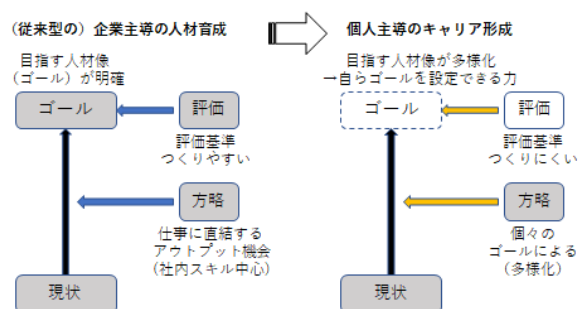 (従来型の) 企業主導の人材育成
目指す人材像
(ゴール) が明確
ゴール
評価
評価基準
つくりやすい
方略
仕事に直結する
アウトプット機会
(社内スキル中心)
現状
個人主導のキャリア形成
目指す人材像が多様化
→自らゴールを設定できる力
ゴール
評価
評価基準
つくりにくい
方略
個々の
ゴールによる
(多様化)
現状